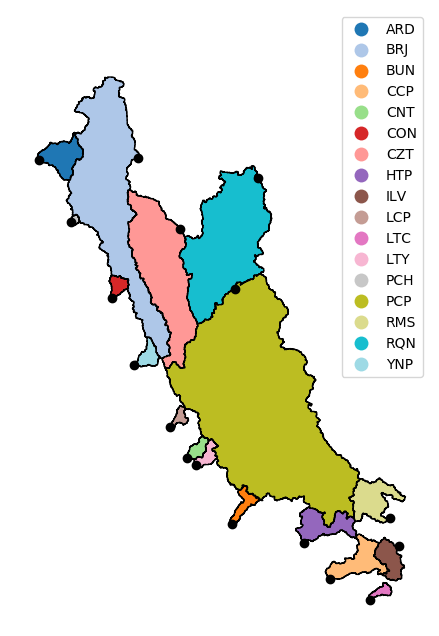 ARD
BRJ
BUN
CCP
CNT
CON
CZT
HTP
ILV
LCP
LTC
LTY
PCH
PCP
RMS
RQN
YNP